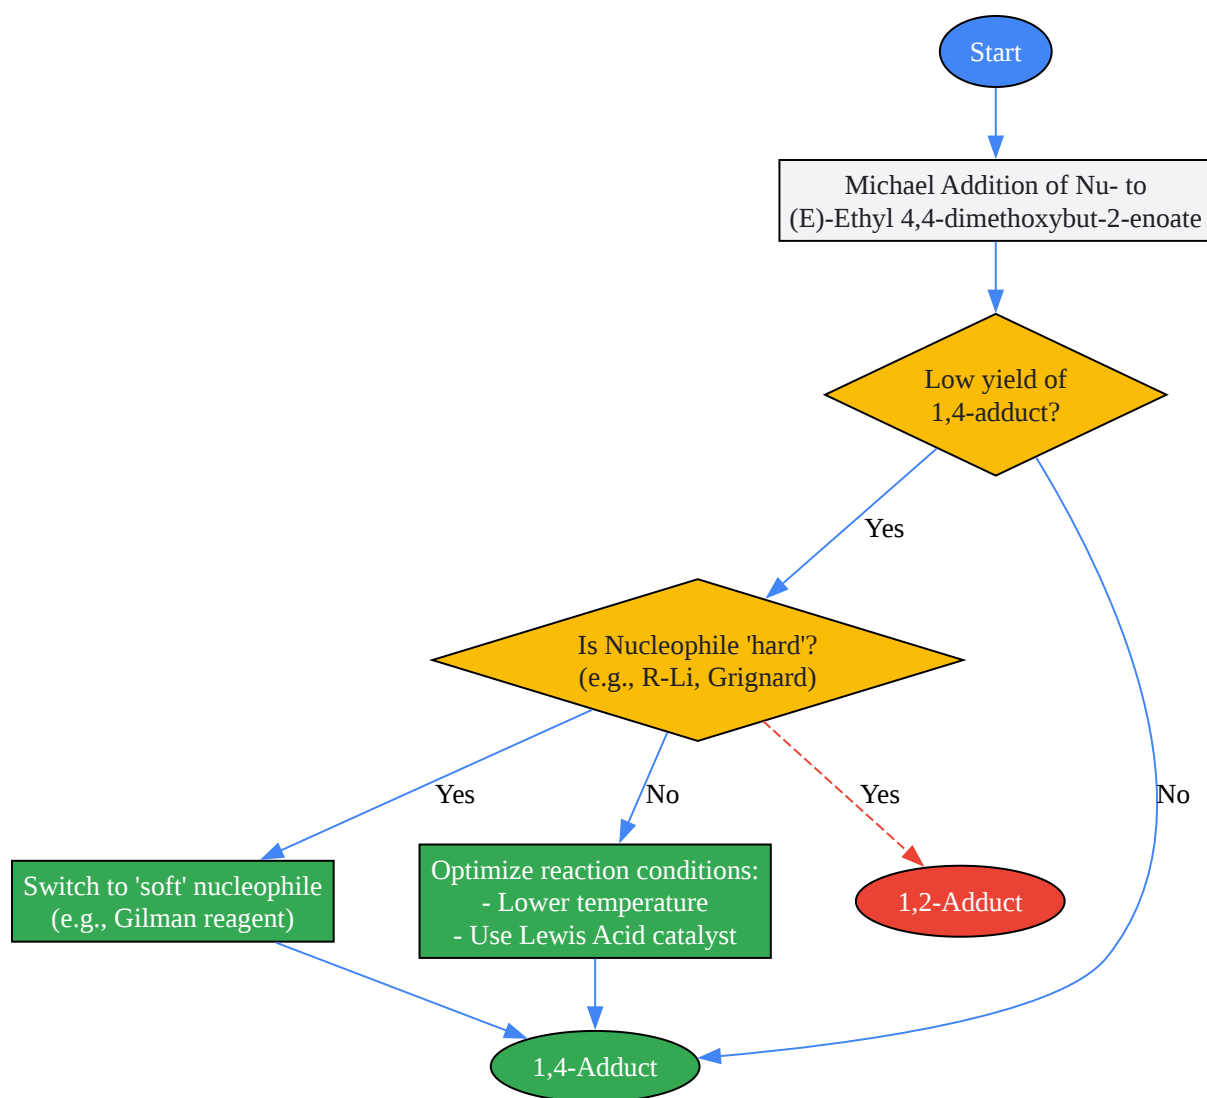 Start
Michael Addition of Nu- to
(E)-Ethyl 4,4-dimethoxybut-2-enoate
Low yield of
1,4-adduct?
Yes
Is Nucleophile 'hard'?
(e.g., R-Li, Grignard)
Yes
No
Yes
No
Switch to 'soft' nucleophile
(e.g., Gilman reagent)
Optimize reaction conditions:
- Lower temperature
- Use Lewis Acid catalyst
1,2-Adduct
1,4-Adduct